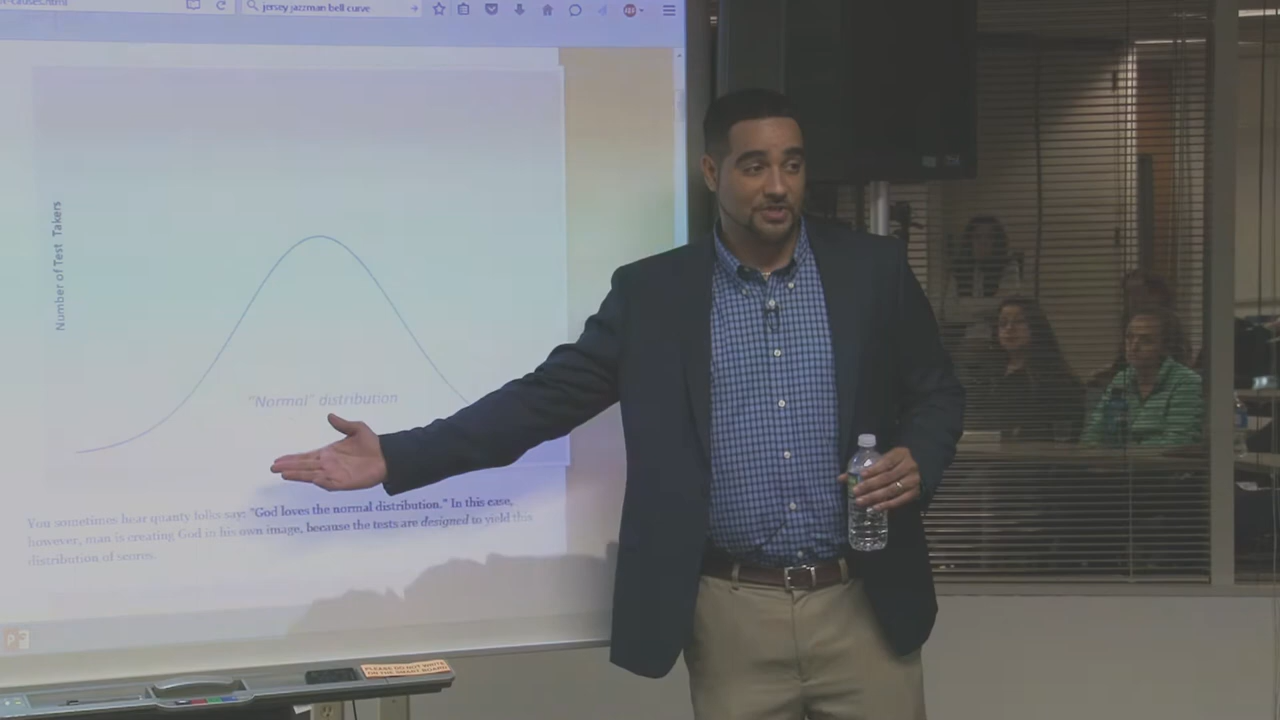 -causes.html
jersey jazzman bell curve
Number of Test Takers
"Normal" distribution
You sometimes hear quanty folks say: "God loves the normal distribution." In this case,
however, man is creating God in his own image, because the tests are designed to yield this
distribution of scores.
PLEASE DO NOT WRITE
ON THE SMART BOARD